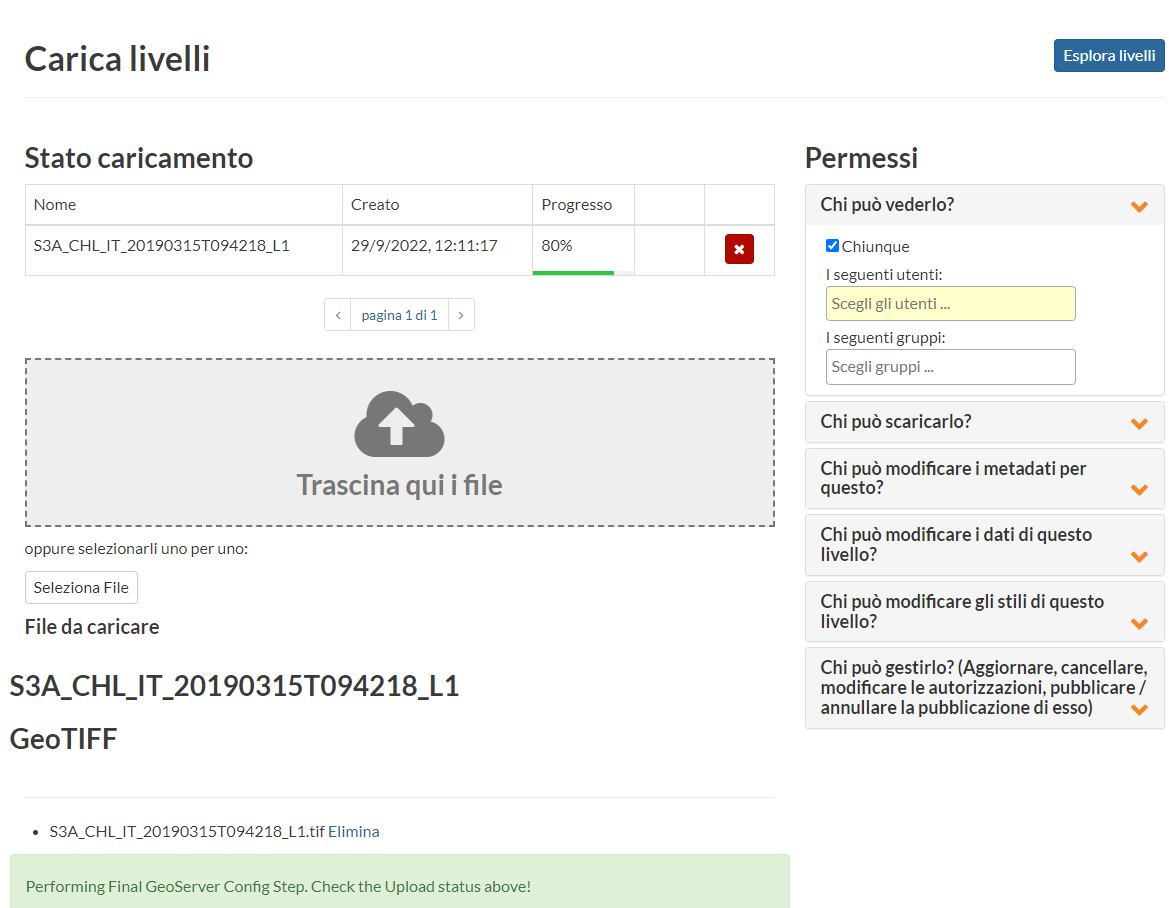 Carica livelli
Esplora livelli
Stato caricamento
Nome Creato Progresso
S3A_CHL_IT_20190315T094218_L1 29/9/2022, 12:11:17 80%
‹ pagina 1 di 1 ›
Trascina qui i file
oppure selezionarli uno per uno:
Seleziona File
File da caricare
S3A_CHL_IT_20190315T094218_L1
GeoTIFF
S3A_CHL_IT_20190315T094218_L1.tif Elimina
Performing Final GeoServer Config Step. Check the Upload status above!
Permessi
Chi può vederlo?
Chiunque
I seguenti utenti:
Scegli gli utenti ...
I seguenti gruppi:
Scegli gruppi ...
Chi può scaricarlo?
Chi può modificare i metadati per
questo?
Chi può modificare i dati di questo
livello?
Chi può modificare gli stili di questo
livello?
Chi può gestirlo? (Aggiornare, cancellare,
modificare le autorizzazioni, pubblicare /
annullare la pubblicazione di esso)